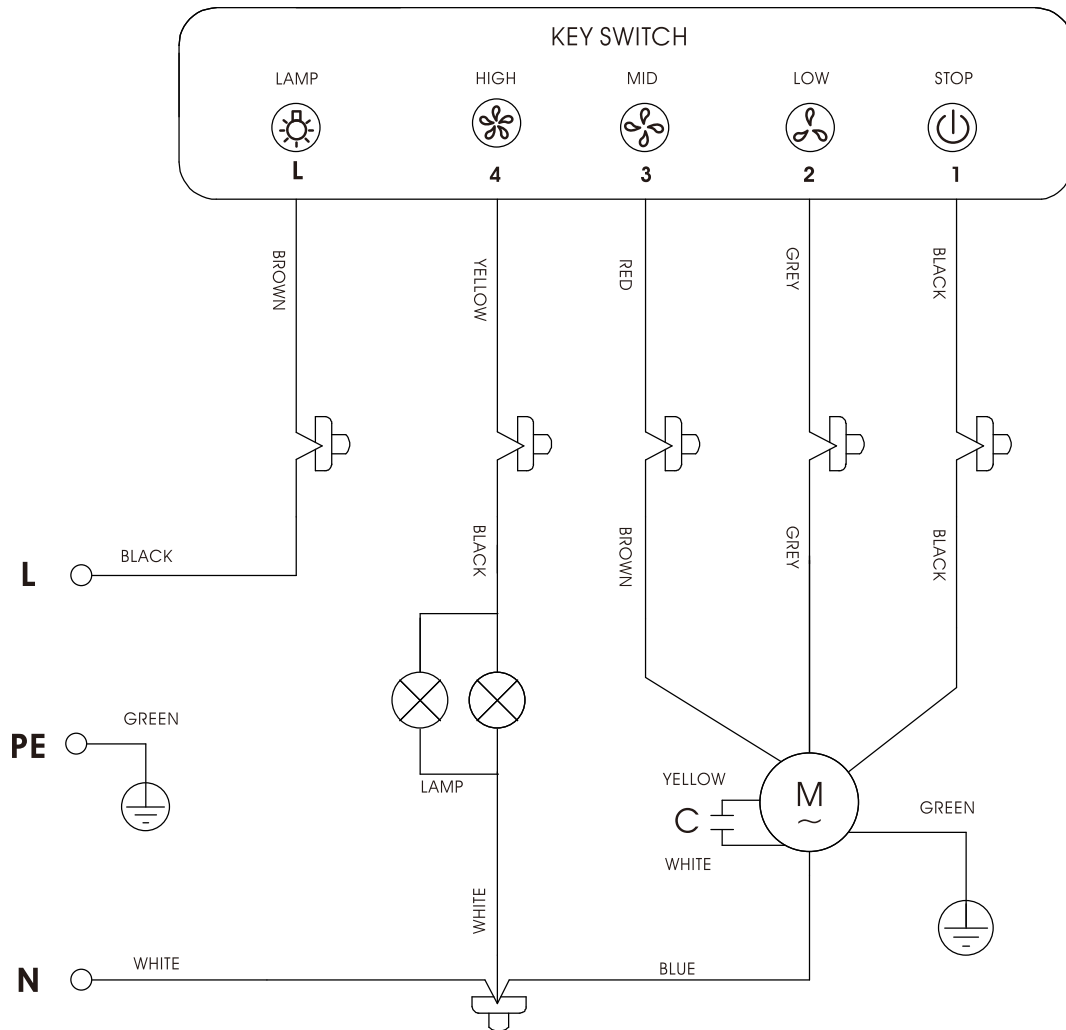 KEY SWITCH
LAMP HIGH MID LOW STOP
L 4 3 2 1
BROWN YELLOW RED GREY BLACK
BLACK BROWN GREY BLACK
L BLACK
PE GREEN
LAMP
YELLOW
M
~
C
GREEN
WHITE
WHITE
N WHITE BLUE